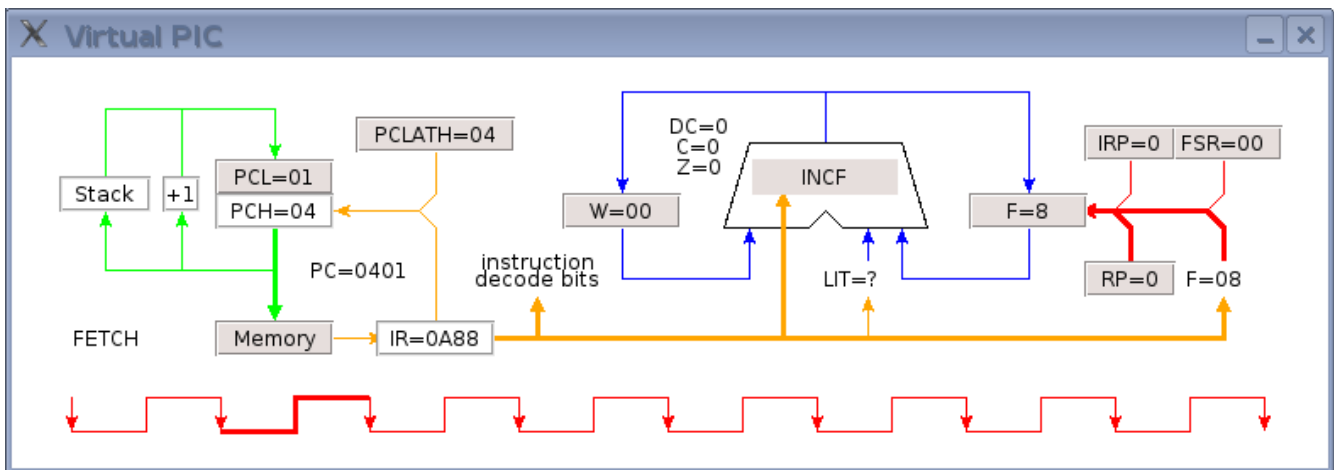 Virtual PIC
PCLATH=04
DC=0
C=0
Z=0
IRP=0 FSR=00
PCL=01
INCF
Stack +1
PCH=04
W=00
F=8
PC=0401
instruction
decode bits
LIT=?
RP=0 F=08
FETCH
Memory
IR=0A88